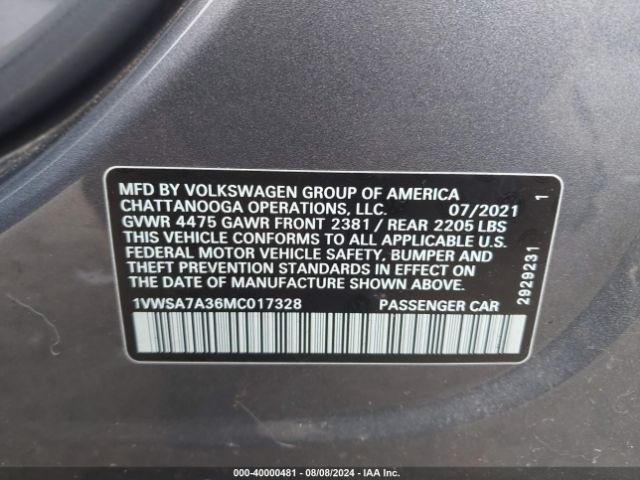 MFD BY VOLKSWAGEN GROUP OF AMERICA
CHATTANOOGA OPERATIONS, LLC. 07/2021
GVWR 4475 GAWR FRONT 2381 / REAR 2205 LBS
THIS VEHICLE CONFORMS TO ALL APPLICABLE U.S.
FEDERAL MOTOR VEHICLE SAFETY, BUMPER AND
THEFT PREVENTION STANDARDS IN EFFECT ON
THE DATE OF MANUFACTURE SHOWN ABOVE.
1VWSA7A36MC017328 PASSENGER CAR
2929231 1
000-40000481 - 08/08/2024 - IAA Inc.